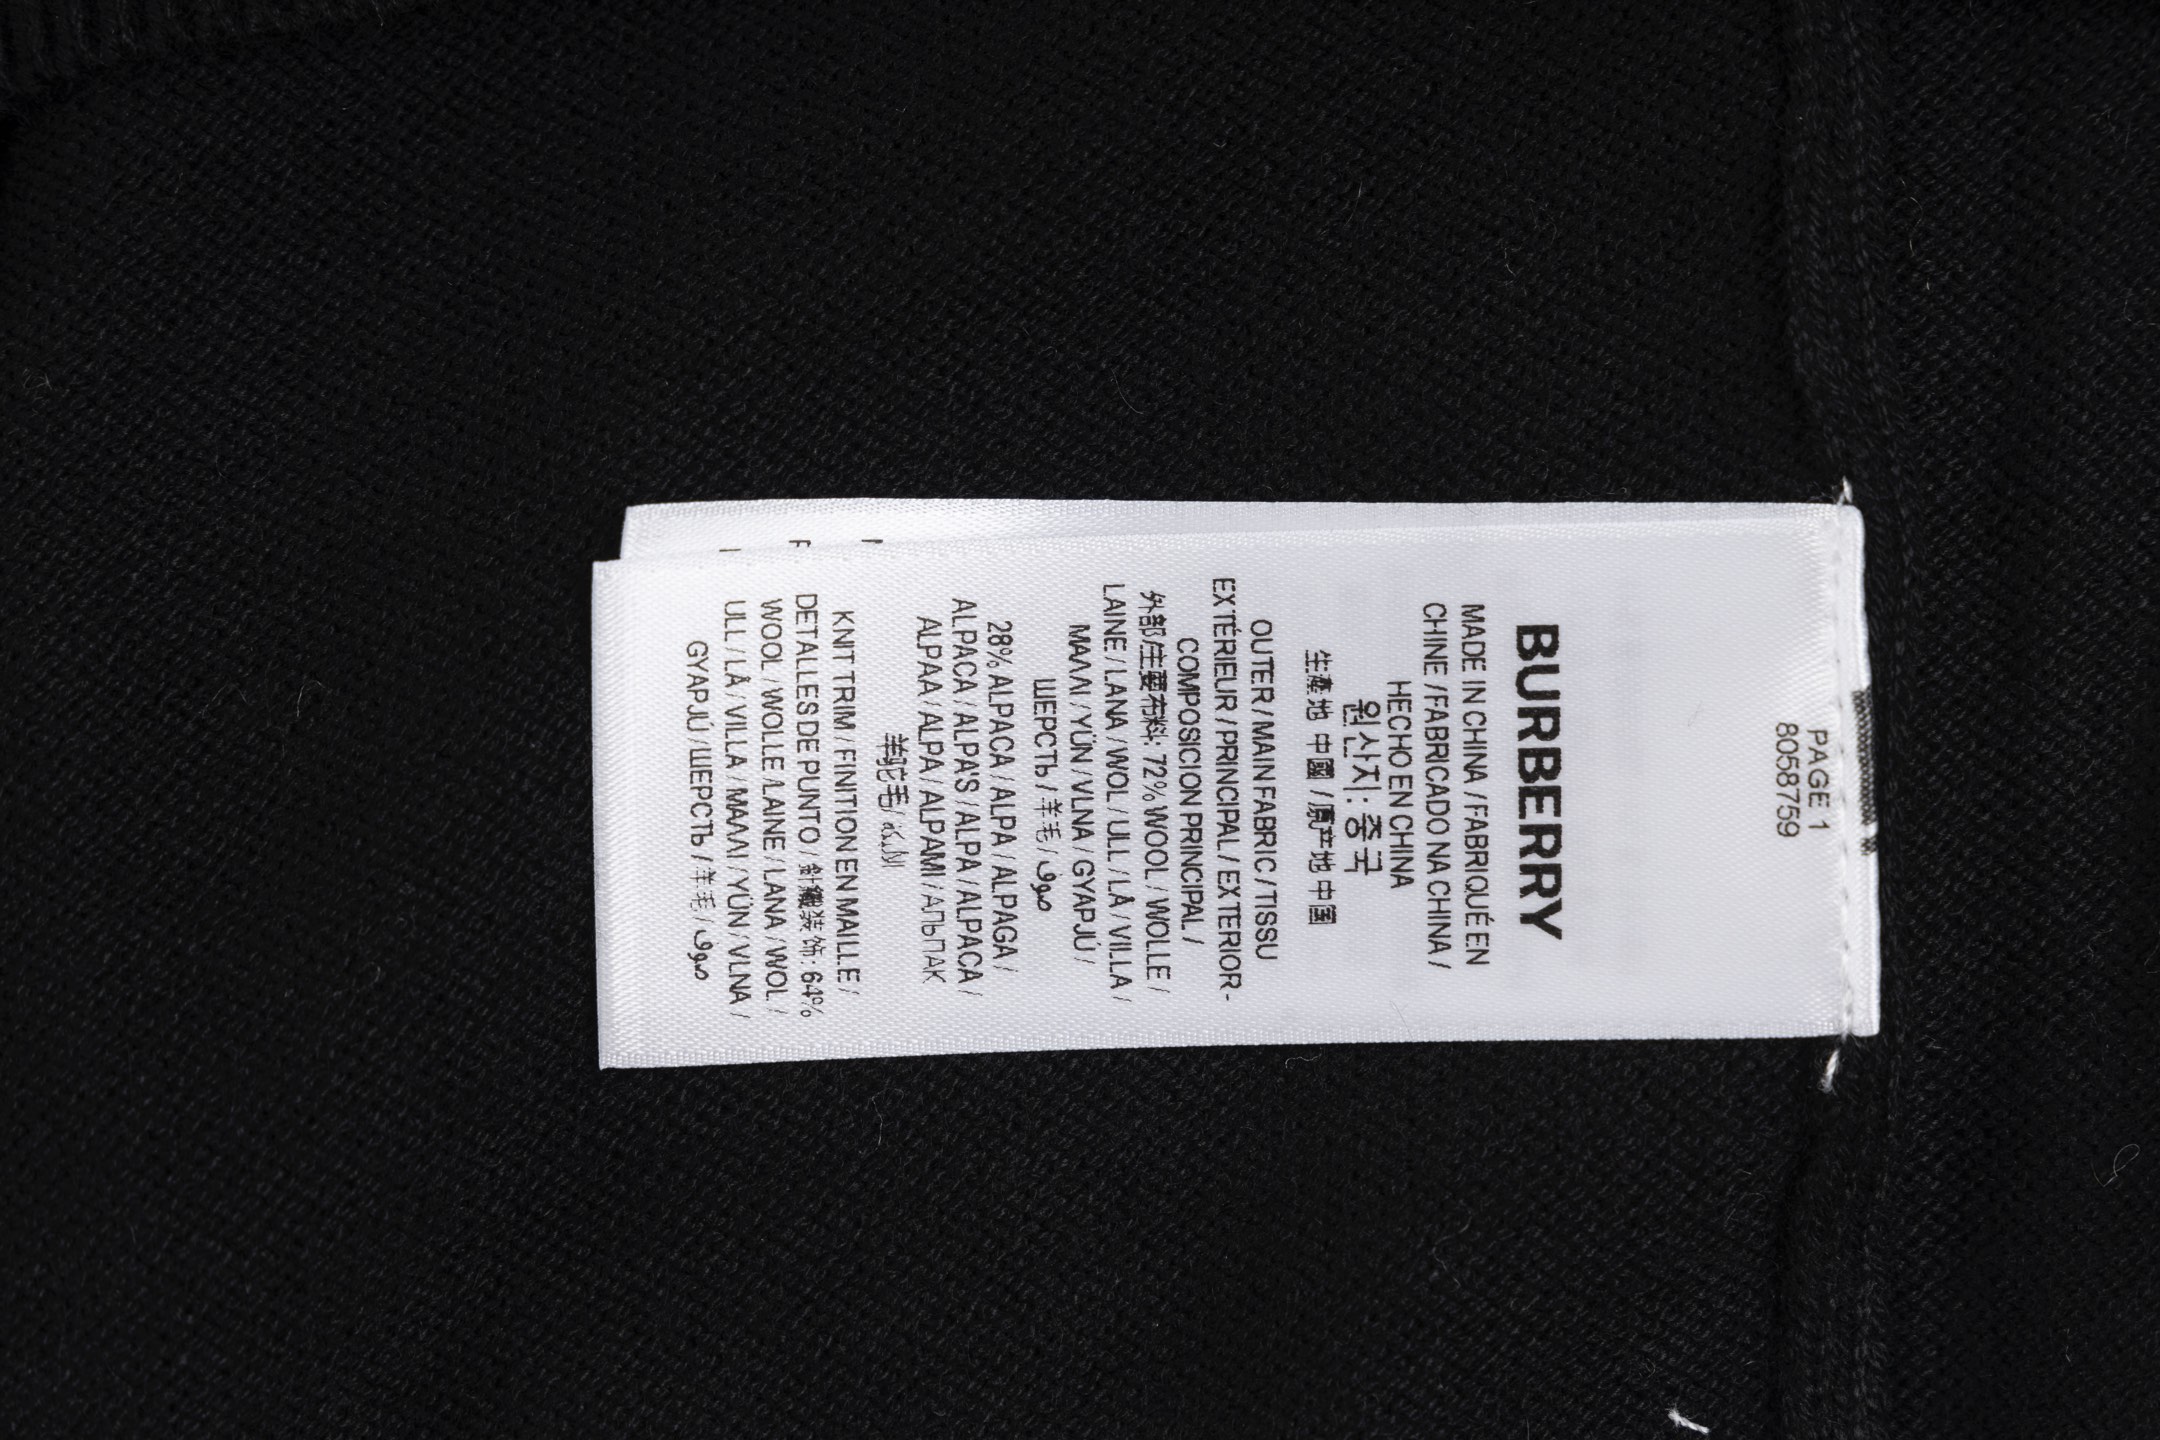 PAGE 1
8058759
BURBERRY
MADE IN CHINA / FABRIQUÉ EN
CHINE / FABRICADO NA CHINA /
HECHO EN CHINA
원산지: 중국
生產地 中國 / 原产地 中国
OUTER / MAIN FABRIC / TISSU
EXTÉRIEUR / PRINCIPAL / EXTERIOR-
COMPOSICION PRINCIPAL /
外部/主要布料: 72% WOOL / WOLLE /
LAINE / LANA / WOL / ULL / LÅ / VILLA /
ΜΑΛΛΙ / YÜN / VLNA / GYAPJÚ /
ШЕРСТЬ / 羊毛 / صوف
28% ALPACA / ALPA / ALPAGA /
ALPACA / ALPA'S / ALPA / ALPACA /
ALPAA / ALPA / ALPAMI / АЛЬПАК
羊驼毛 /
KNIT TRIM / FINITION EN MAILLE /
DETALLES DE PUNTO / 針織装饰: 64%
WOOL / WOLLE / LAINE / LANA / WOL /
ULL / LÅ / VILLA / ΜΑΛΛΙ / YÜN / VLNA /
GYAPJÚ / ШЕРСТЬ / 羊毛 / صوف